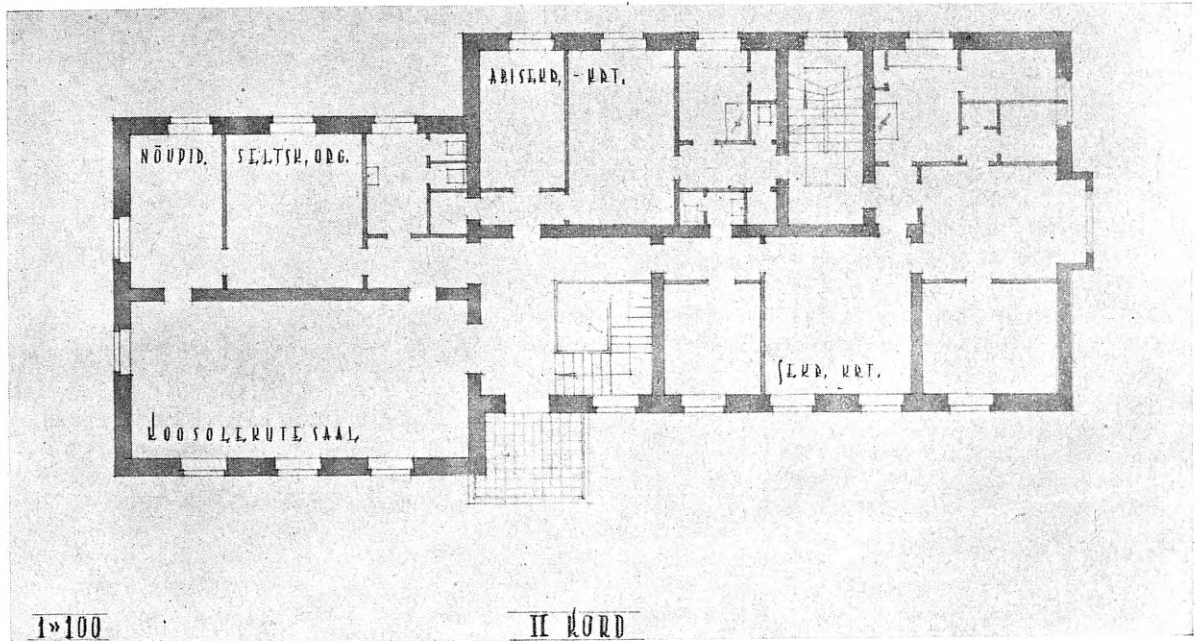 ABISEKR. - KRT.
NÕUPID. SELTSK. ORG.
SEKR. KRT.
KOOSOLEKUTE SAAL
1:100 II KORD